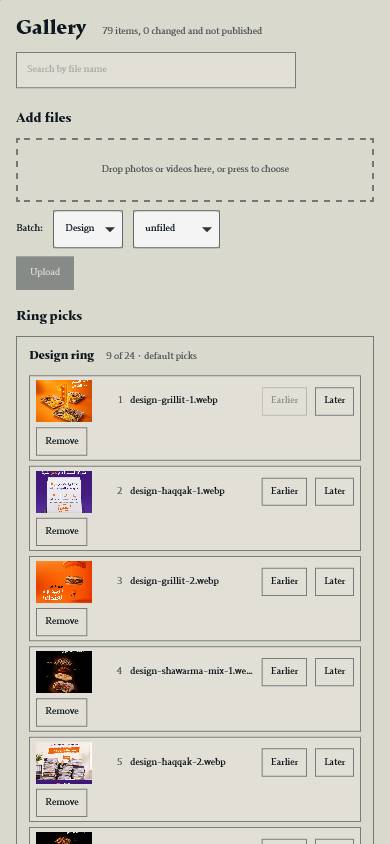 Gallery
79 items, 0 changed and not published
Search by file name
Add files
Drop photos or videos here, or press to choose
Batch:
Design
unfiled
Upload
Ring picks
Design ring
9 of 24 · default picks
1 design-grillit-1.webp Earlier Later
Remove
2 design-haqqak-1.webp Earlier Later
Remove
3 design-grillit-2.webp Earlier Later
Remove
4 design-shawarma-mix-1.we... Earlier Later
Remove
5 design-haqqak-2.webp Earlier Later
Remove